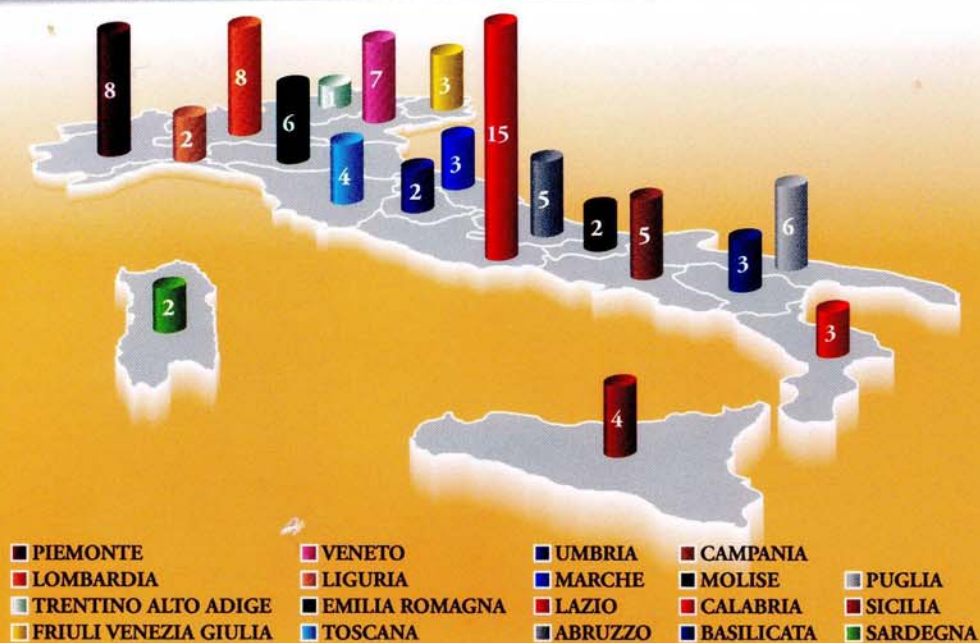 8
8
2
6
1
7
3
4
2
3
15
5
2
5
3
6
2
3
4
PIEMONTE
LOMBARDIA
TRENTINO ALTO ADIGE
FRIULI VENEZIA GIULIA
VENETO
LIGURIA
EMILIA ROMAGNA
TOSCANA
UMBRIA
MARCHE
LAZIO
ABRUZZO
CAMPANIA
MOLISE
CALABRIA
BASILICATA
PUGLIA
SICILIA
SARDEGNA